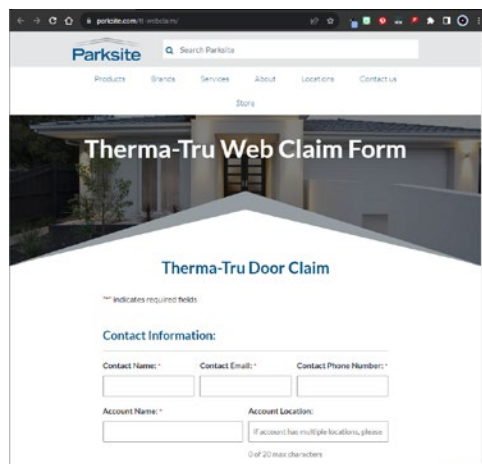 parksite.com/tt-webclaim/
Parksite
Search Parksite
Products Brands Services About Locations Contact us
Store
Therma-Tru Web Claim Form
Therma-Tru Door Claim
"*" indicates required fields
Contact Information:
Contact Name: * Contact Email: * Contact Phone Number: *
Account Name: * Account Location:
If account has multiple locations, please
0 of 20 max characters